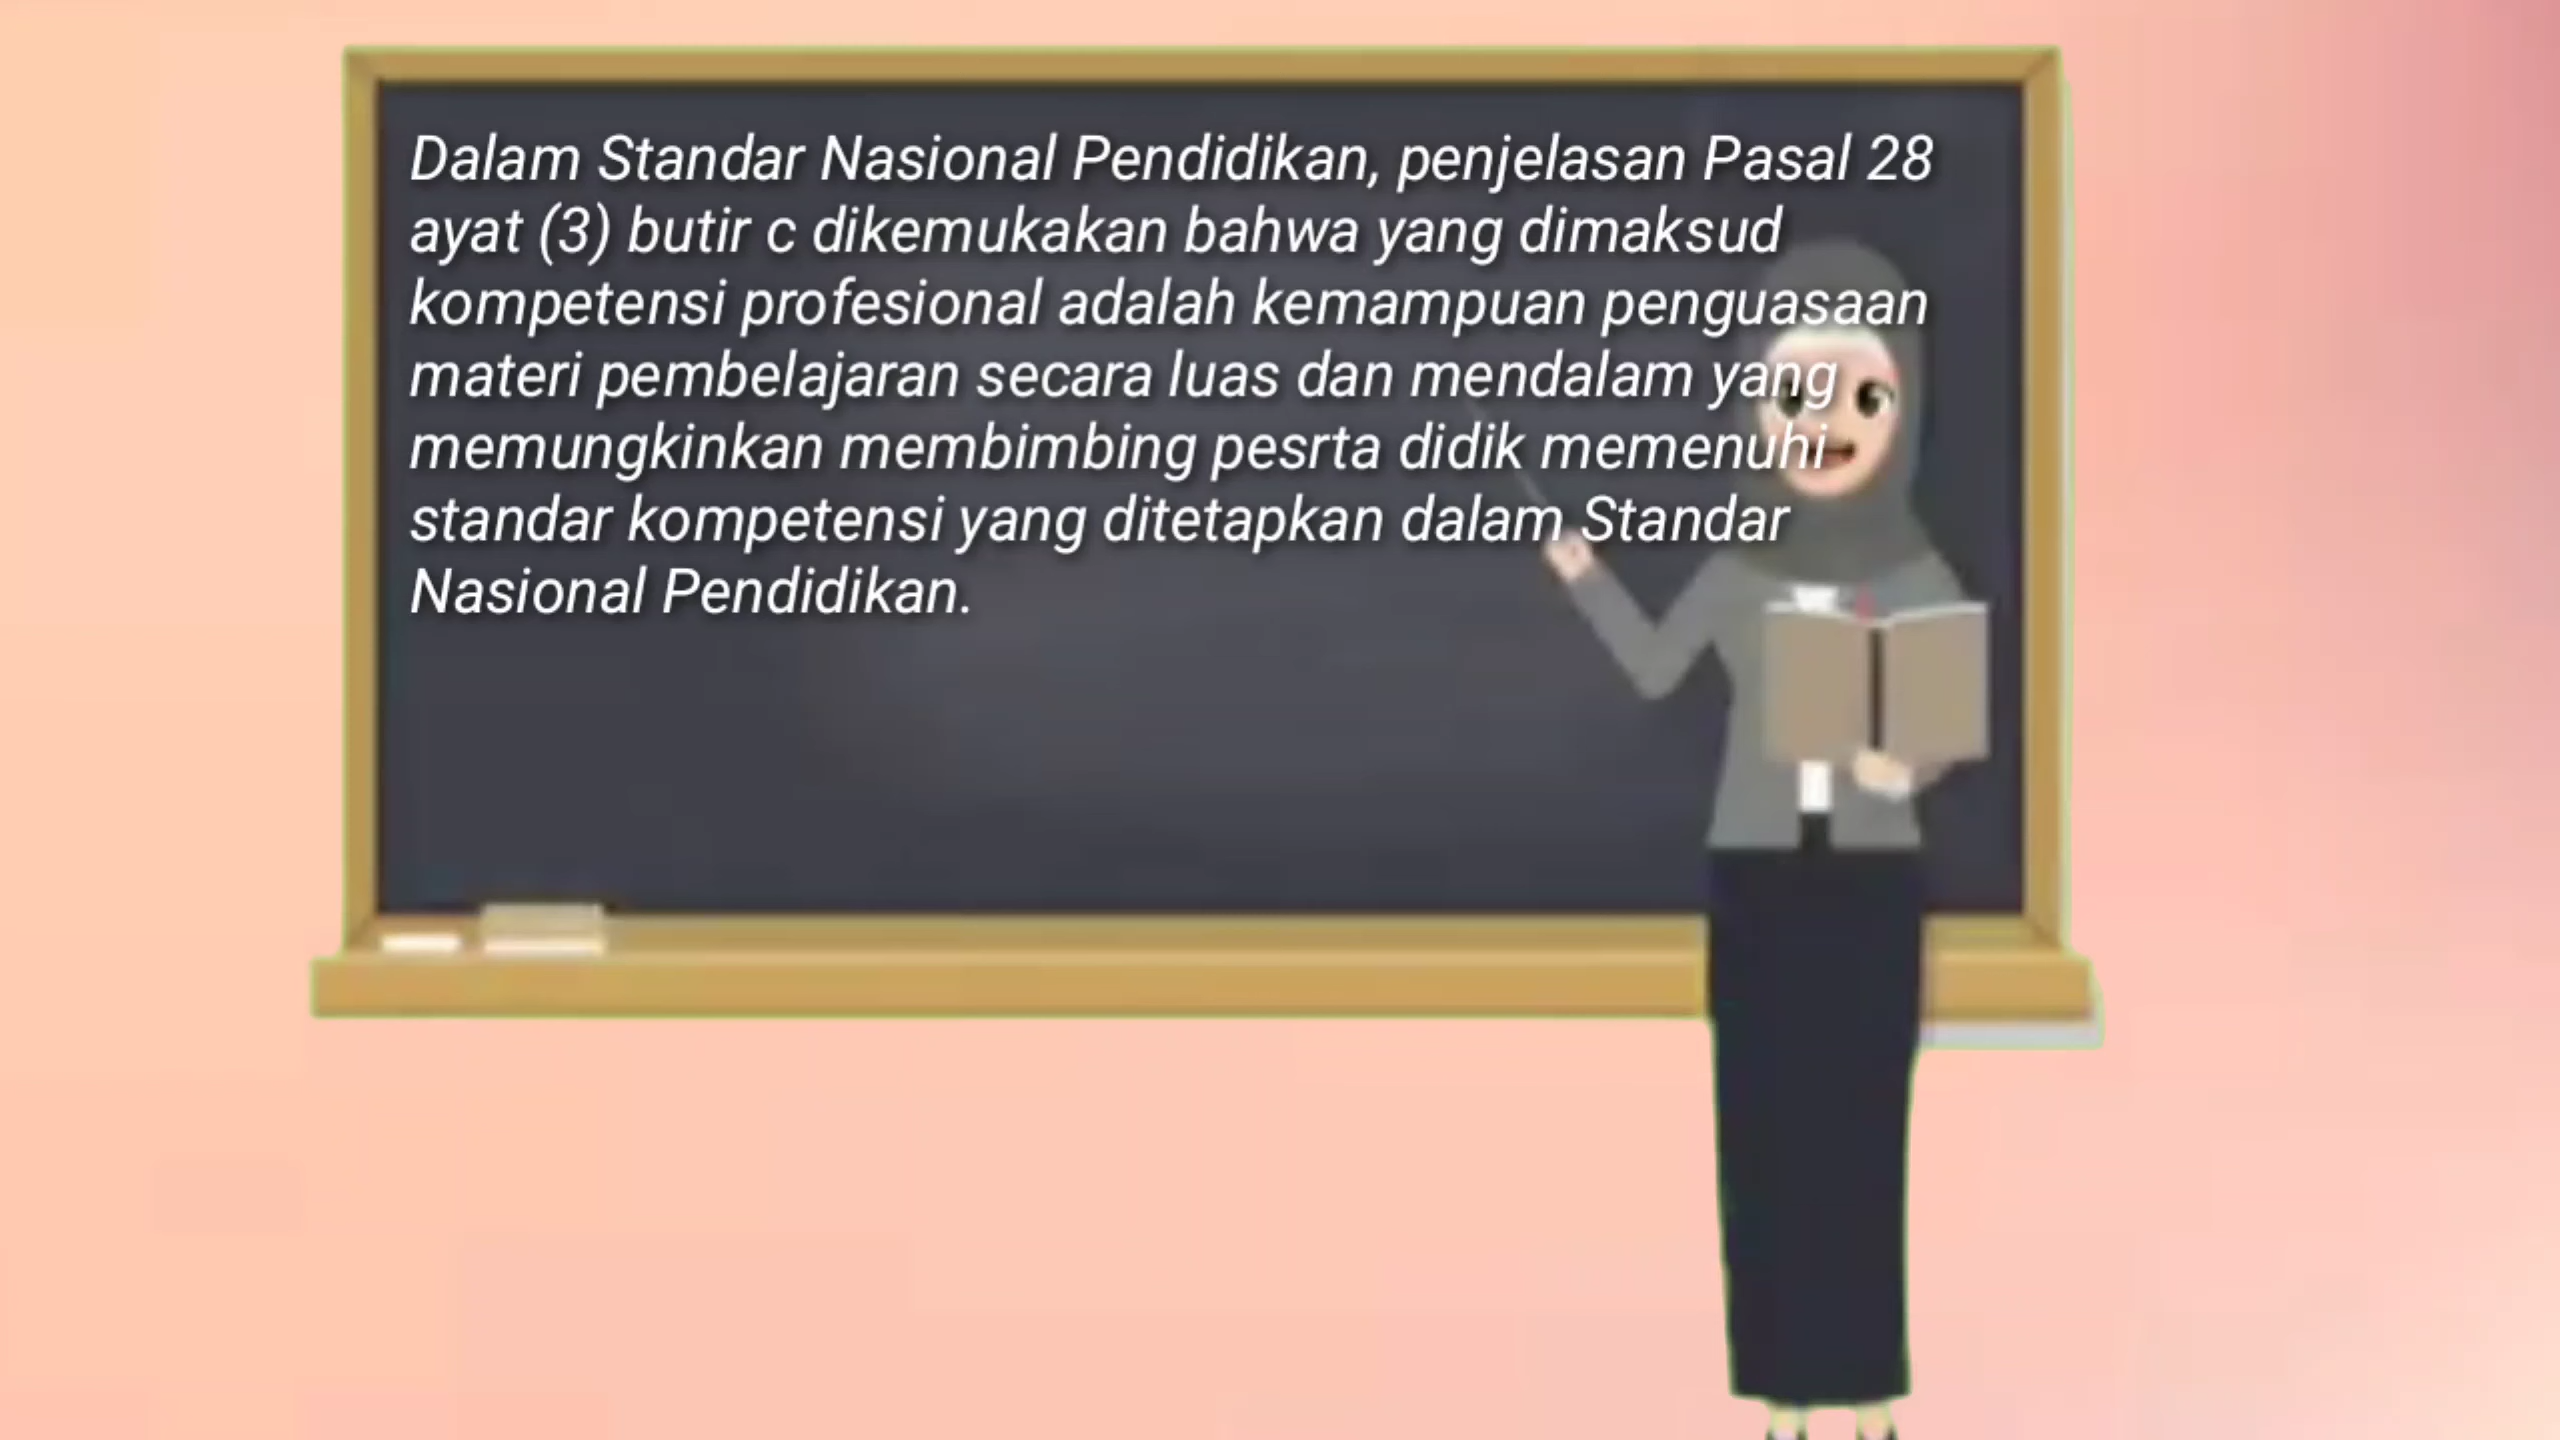 Dalam Standar Nasional Pendidikan, penjelasan Pasal 28
ayat (3) butir c dikemukakan bahwa yang dimaksud
kompetensi profesional adalah kemampuan penguasaan
materi pembelajaran secara luas dan mendalam yang
memungkinkan membimbing pesrta didik memenuhi
standar kompetensi yang ditetapkan dalam Standar
Nasional Pendidikan.